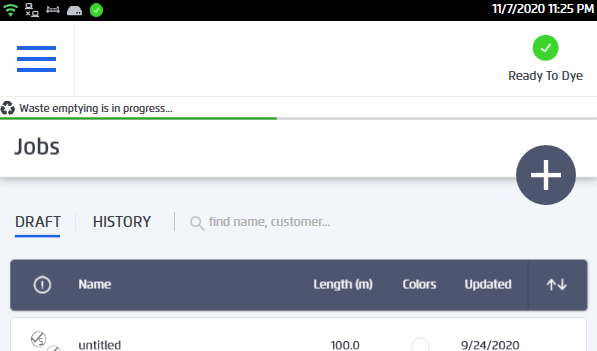 11/7/2020 11:25 PM
Ready To Dye
Waste emptying is in progress...
Jobs
DRAFT HISTORY find name, customer...
Name Length (m) Colors Updated
untitled 100.0 9/24/2020